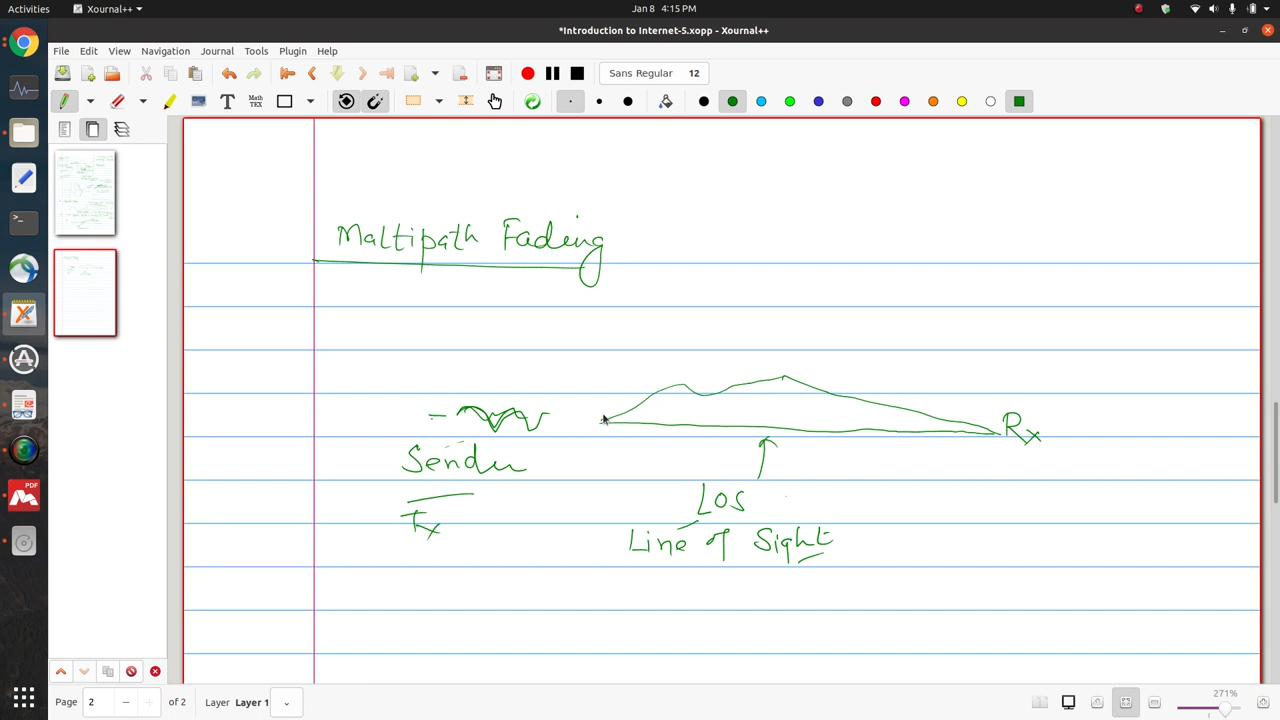 Activities
Xournal++
Jan 8 4:15 PM
*Introduction to Internet-5.xopp - Xournal++
File Edit View Navigation Journal Tools Plugin Help
Sans Regular 12
Maltipath Fading
Rx
Sender
Tx
LOS
Line of Sight
Page 2 of 2 Layer Layer 1
271%